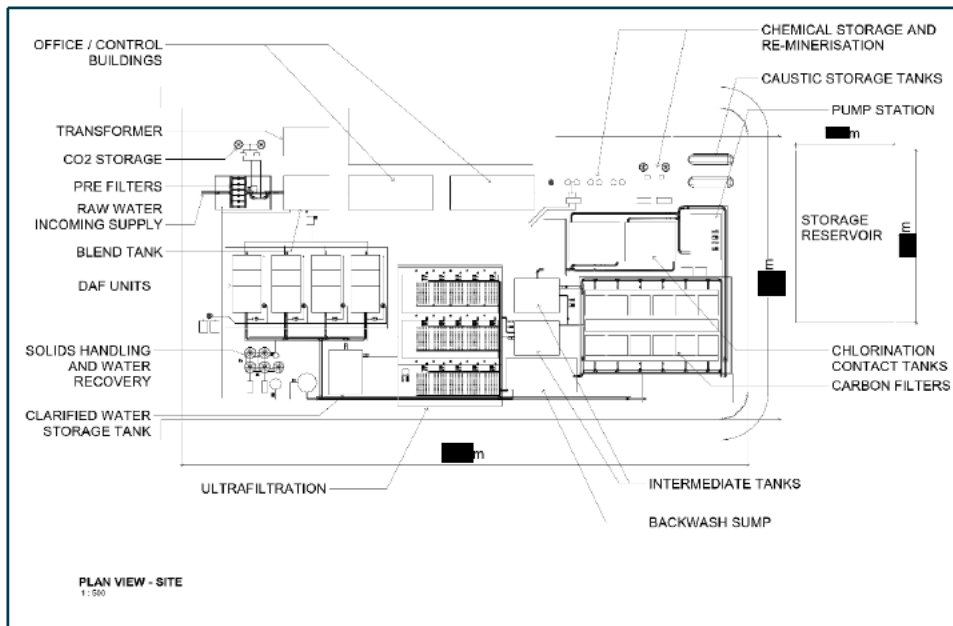 OFFICE / CONTROL
BUILDINGS
TRANSFORMER
CO2 STORAGE
PRE FILTERS
RAW WATER
INCOMING SUPPLY
BLEND TANK
DAF UNITS
SOLIDS HANDLING
AND WATER
RECOVERY
CLARIFIED WATER
STORAGE TANK
ULTRAFILTRATION
CHEMICAL STORAGE AND
RE-MINERISATION
CAUSTIC STORAGE TANKS
PUMP STATION
m
STORAGE
RESERVOIR
m
m
CHLORINATION
CONTACT TANKS
CARBON FILTERS
m
INTERMEDIATE TANKS
BACKWASH SUMP
PLAN VIEW - SITE
1 : 500